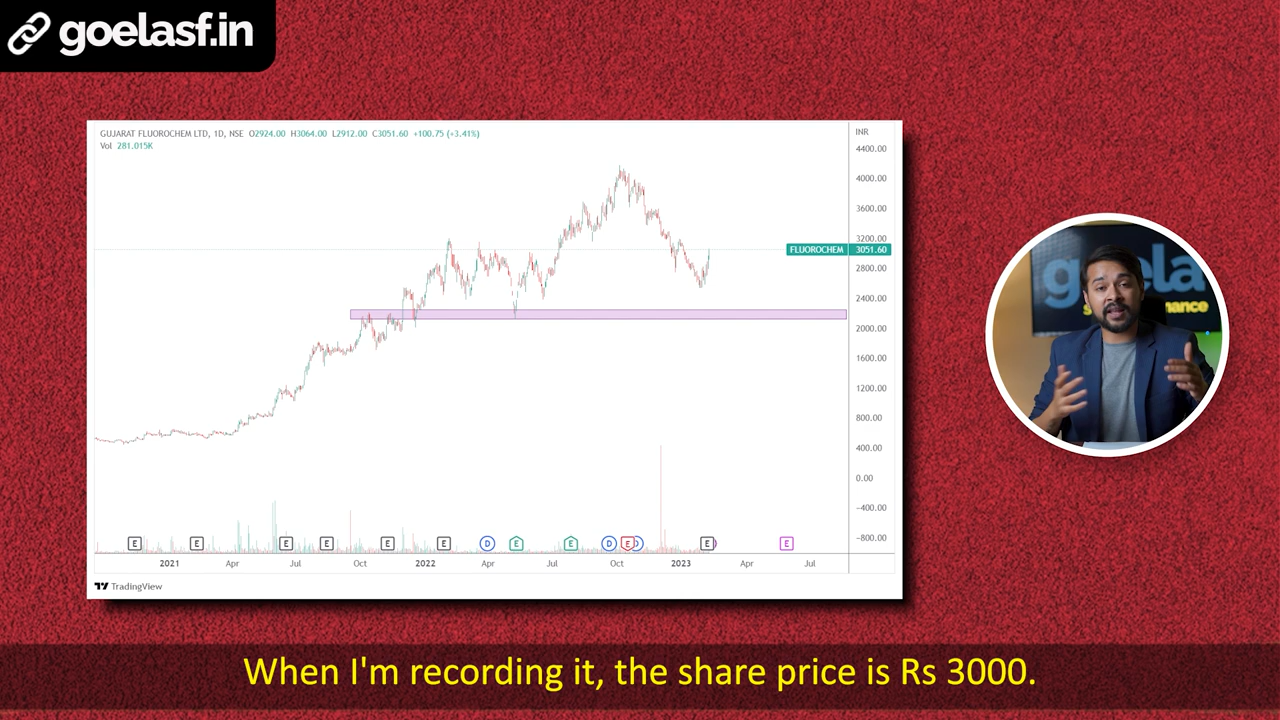 goelasf.in
GUJARAT FLUOROCHEM LTD, 1D, NSE O2924.00 H3064.00 L2912.00 C3051.60 +100.75 (+3.41%)
Vol 281.015K
INR
4400.00
4000.00
3600.00
3200.00
FLUOROCHEM 3051.60
2800.00
2400.00
2000.00
1600.00
1200.00
800.00
400.00
0.00
−400.00
−800.00
E E E E E E D E E D E D E E
2021 Apr Jul Oct 2022 Apr Jul Oct 2023 Apr Jul
TradingView
goela
When I'm recording it, the share price is Rs 3000.